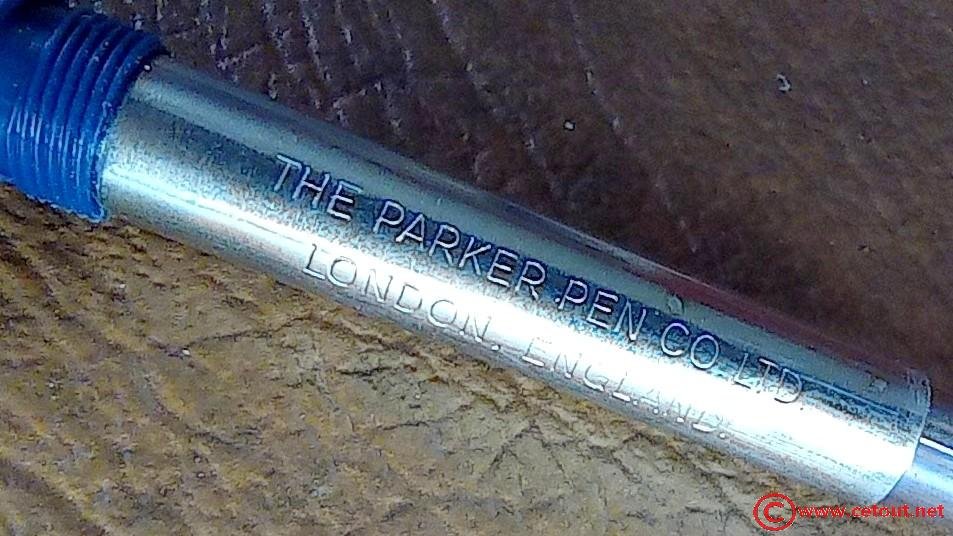 THE PARKER PEN CO LTD.
LONDON. ENGLAND.
© www.cetout.net